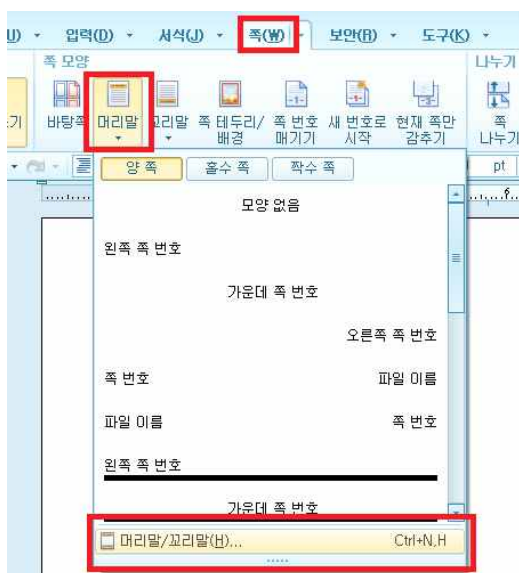 U) 입력(D) 서식(J) 쪽(W) 보안(R) 도구(K)
쪽 모양 나누기
바탕쪽 머리말 꼬리말 쪽 테두리/배경 쪽 번호 매기기 새 번호로 시작 현재 쪽만 감추기 쪽 나누기
pt
양 쪽 홀수 쪽 짝수 쪽
모양 없음
왼쪽 쪽 번호
가운데 쪽 번호
오른쪽 쪽 번호
쪽 번호 파일 이름
파일 이름 쪽 번호
왼쪽 쪽 번호
가운데 쪽 번호
머리말/꼬리말(H)... Ctrl+N,H